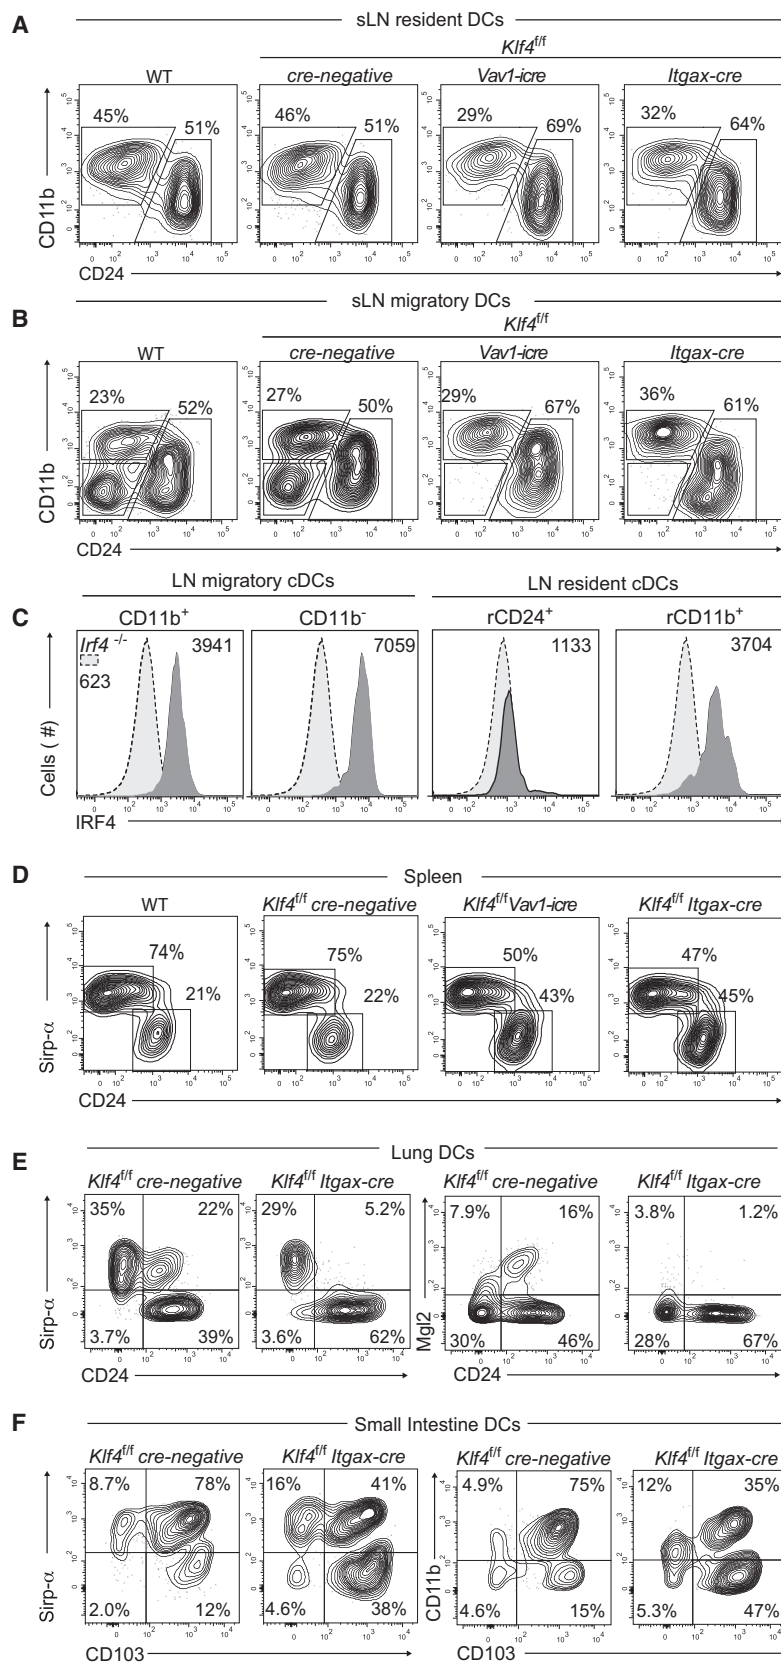 A
sLN resident DCs
Klf4f/f
WT cre-negative Vav1-icre Itgax-cre
45% 51% 46% 51% 29% 69% 32% 64%
CD11b
CD24
B
sLN migratory DCs
Klf4f/f
WT cre-negative Vav1-icre Itgax-cre
23% 52% 27% 50% 29% 67% 36% 61%
CD11b
CD24
C
LN migratory cDCs LN resident cDCs
CD11b+ CD11b- rCD24+ rCD11b+
Irf4 -/- 3941 7059 1133 3704
623
Cells (#)
IRF4
D
Spleen
WT Klf4f/f cre-negative Klf4f/f Vav1-icre Klf4f/f Itgax-cre
74% 75% 50% 47%
21% 22% 43% 45%
Sirp-α
CD24
E
Lung DCs
Klf4f/f cre-negative Klf4f/f Itgax-cre Klf4f/f cre-negative Klf4f/f Itgax-cre
35% 22% 29% 5.2% 7.9% 16% 3.8% 1.2%
Sirp-α Mgl2
3.7% 39% 3.6% 62% 30% 46% 28% 67%
CD24 CD24
F
Small Intestine DCs
Klf4f/f cre-negative Klf4f/f Itgax-cre Klf4f/f cre-negative Klf4f/f Itgax-cre
8.7% 78% 16% 41% 4.9% 75% 12% 35%
Sirp-α CD11b
2.0% 12% 4.6% 38% 4.6% 15% 5.3% 47%
CD103 CD103